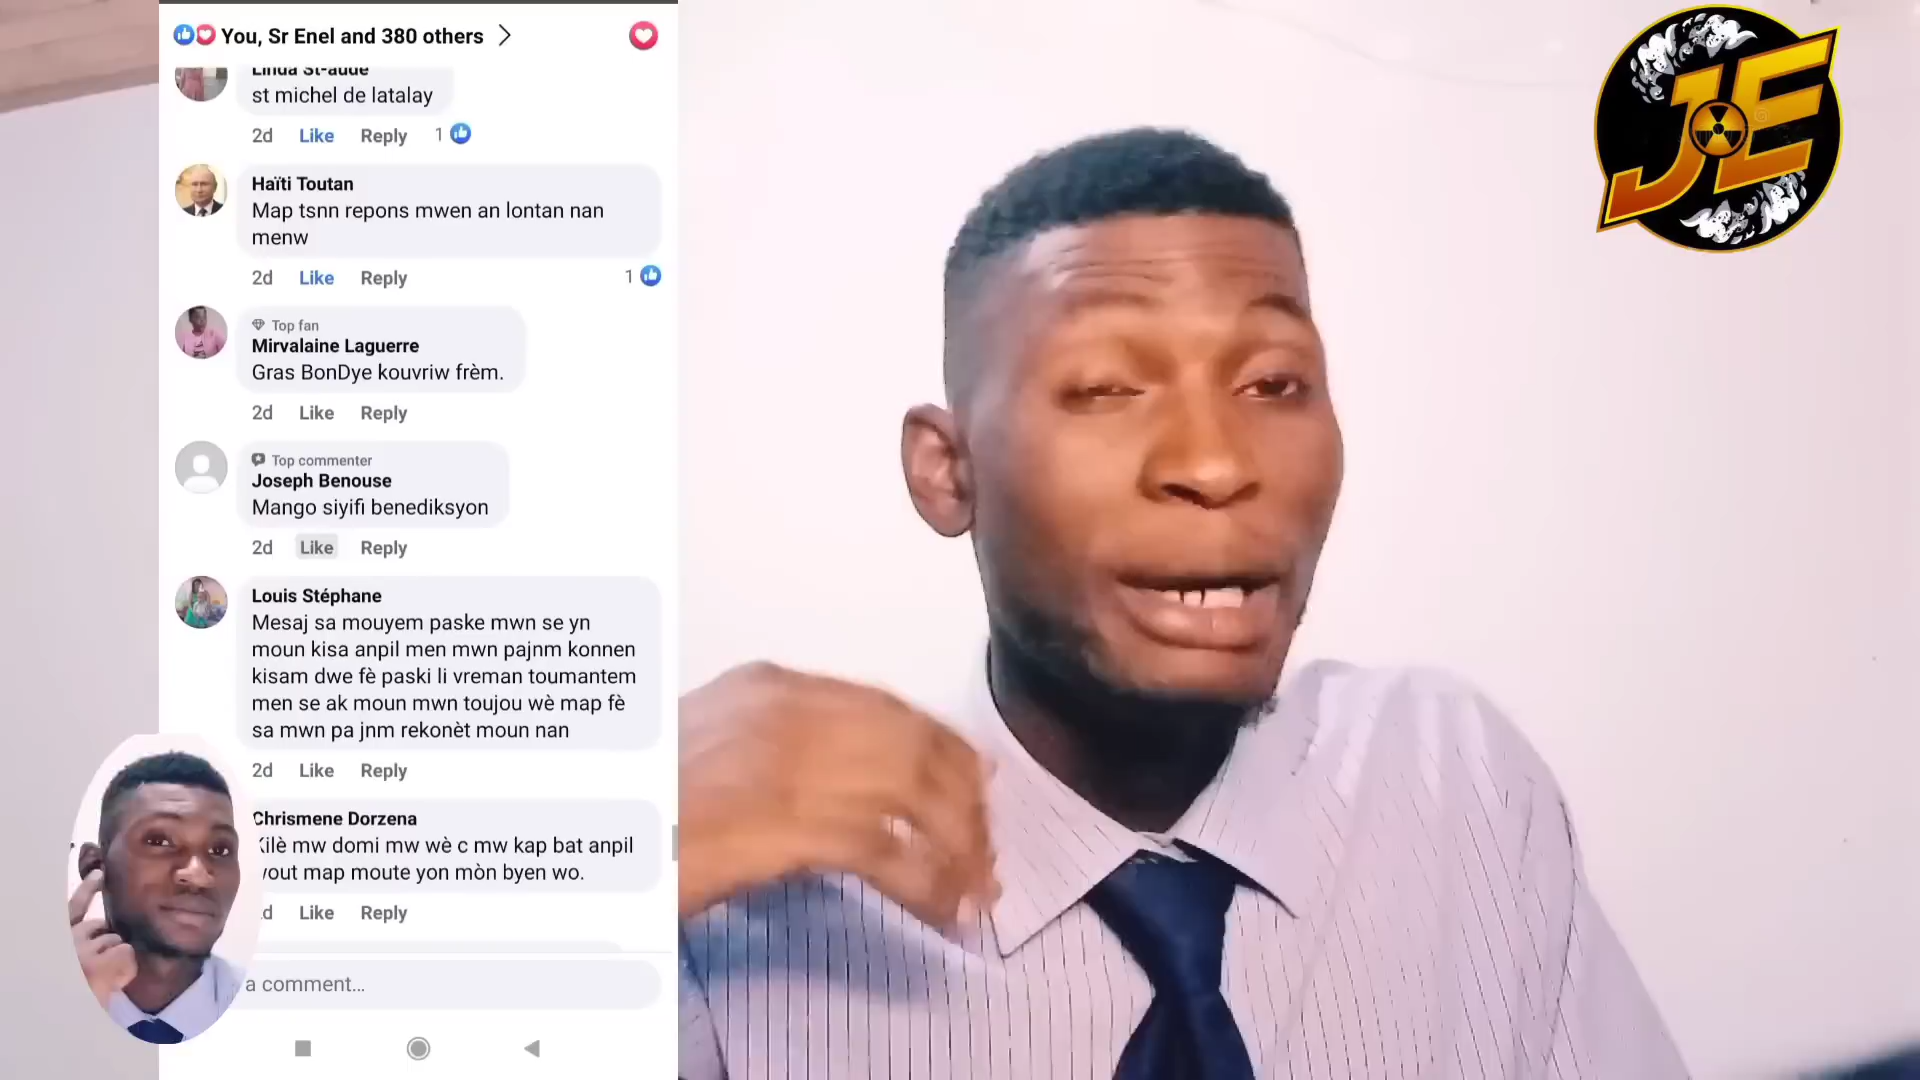 You, Sr Enel and 380 others
Linda St-aude
st michel de latalay
2d Like Reply 1
Haïti Toutan
Map tsnn repons mwen an lontan nan
menw
2d Like Reply 1
Top fan
Mirvalaine Laguerre
Gras BonDye kouvriw frèm.
2d Like Reply
Top commenter
Joseph Benouse
Mango siyifi benediksyon
2d Like Reply
Louis Stéphane
Mesaj sa mouyem paske mwn se yn
moun kisa anpil men mwn pajnm konnen
kisam dwe fè paski li vreman toumantem
men se ak moun mwn toujou wè map fè
sa mwn pa jnm rekonèt moun nan
2d Like Reply
Chrismene Dorzena
Kilè mw domi mw wè c mw kap bat anpil
map moute yon mòn byen wo.
Like Reply
a comment...
JE